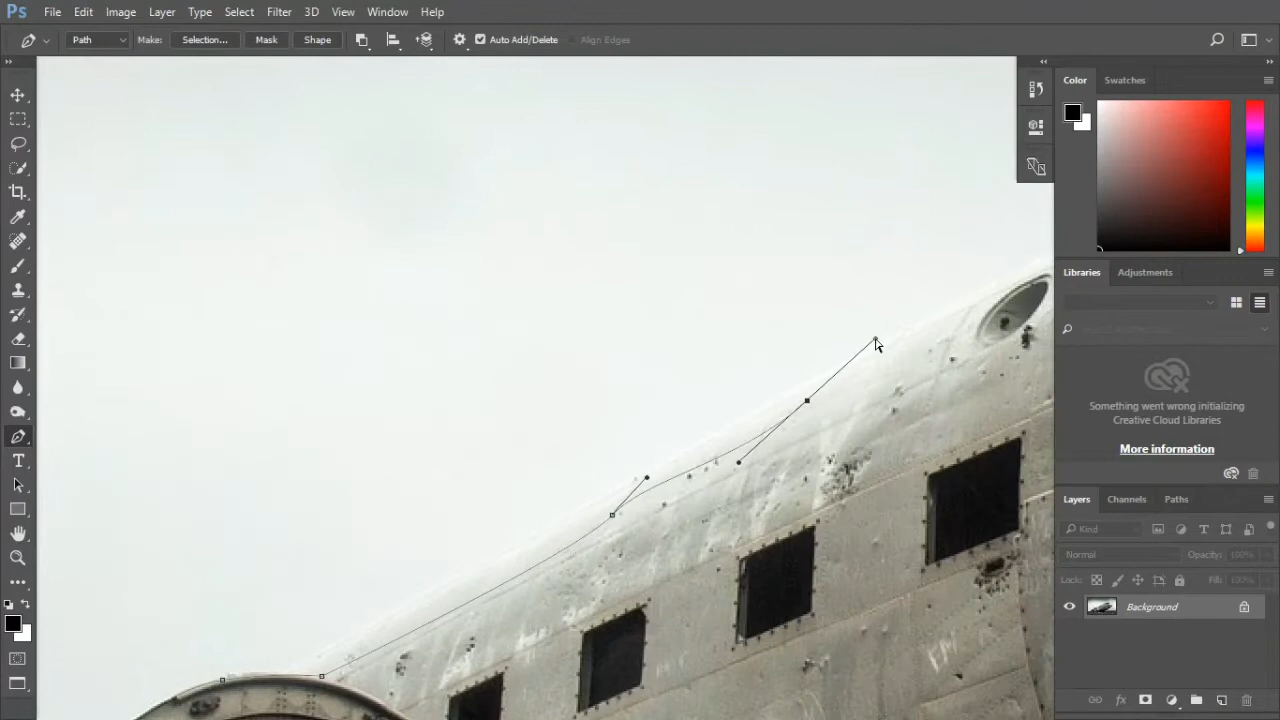 Ps File Edit Image Layer Type Select Filter 3D View Window Help
Path Make: Selection... Mask Shape Auto Add/Delete Align Edges
Color Swatches
Libraries Adjustments
Something went wrong initializing
Creative Cloud Libraries
More information
Layers Channels Paths
Kind
Normal Opacity: 100%
Lock: Fill: 100%
Background